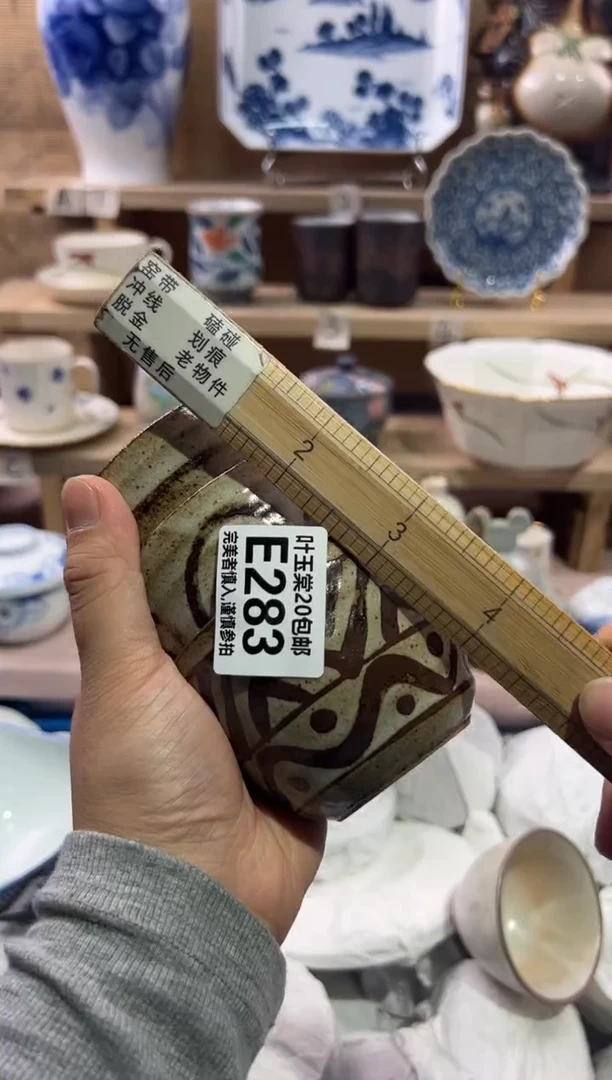 窑带
冲线 磕碰
脱金 划痕
无售后 老物件
2
3
4
叶玉棠20包邮
E283
完美者慎入,谨慎参拍